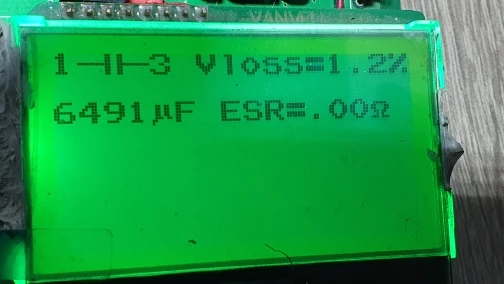 1⊣⊢3 Vloss=1.2%
6491µF ESR=.00Ω